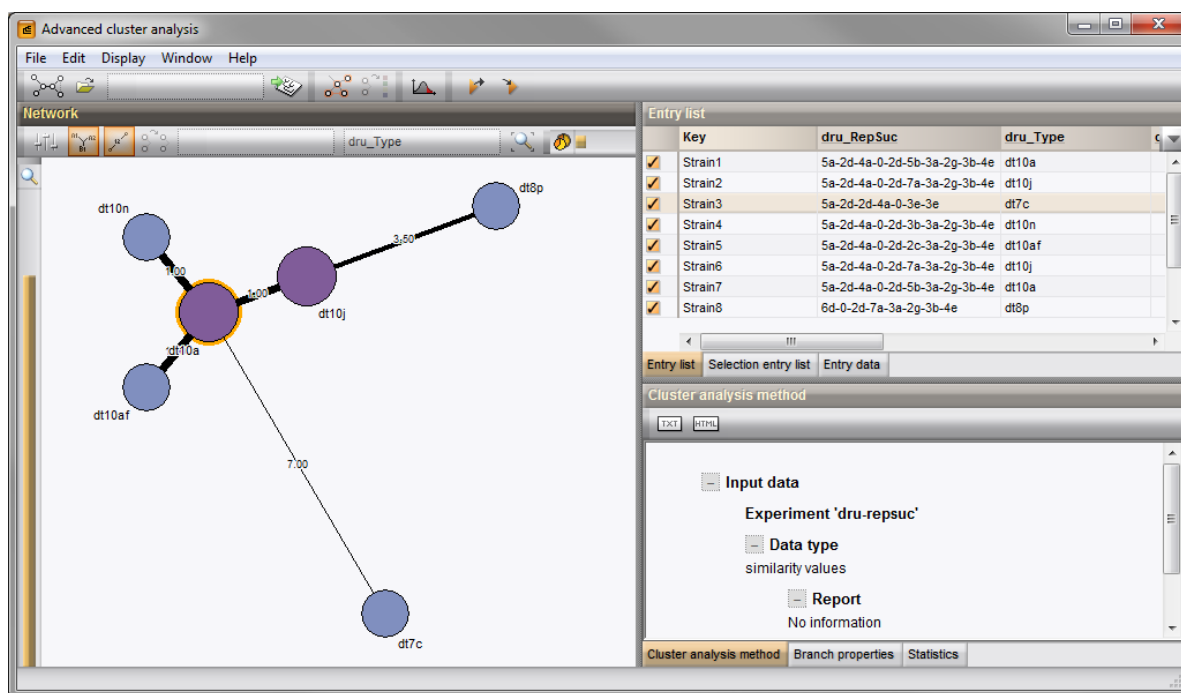 Advanced cluster analysis
File Edit Display Window Help
Network
dru_Type
dt8p
dt10n
3.50
1.00
1.00
dt10j
dt10a
dt10af
7.00
dt7c
Entry list
Key dru_RepSuc dru_Type
Strain1 5a-2d-4a-0-2d-5b-3a-2g-3b-4e dt10a
Strain2 5a-2d-4a-0-2d-7a-3a-2g-3b-4e dt10j
Strain3 5a-2d-2d-4a-0-3e-3e dt7c
Strain4 5a-2d-4a-0-2d-3b-3a-2g-3b-4e dt10n
Strain5 5a-2d-4a-0-2d-2c-3a-2g-3b-4e dt10af
Strain6 5a-2d-4a-0-2d-7a-3a-2g-3b-4e dt10j
Strain7 5a-2d-4a-0-2d-5b-3a-2g-3b-4e dt10a
Strain8 6d-0-2d-7a-3a-2g-3b-4e dt8p
Entry list Selection entry list Entry data
Cluster analysis method
TXT HTML
Input data
Experiment 'dru-repsuc'
Data type
similarity values
Report
No information
Cluster analysis method Branch properties Statistics